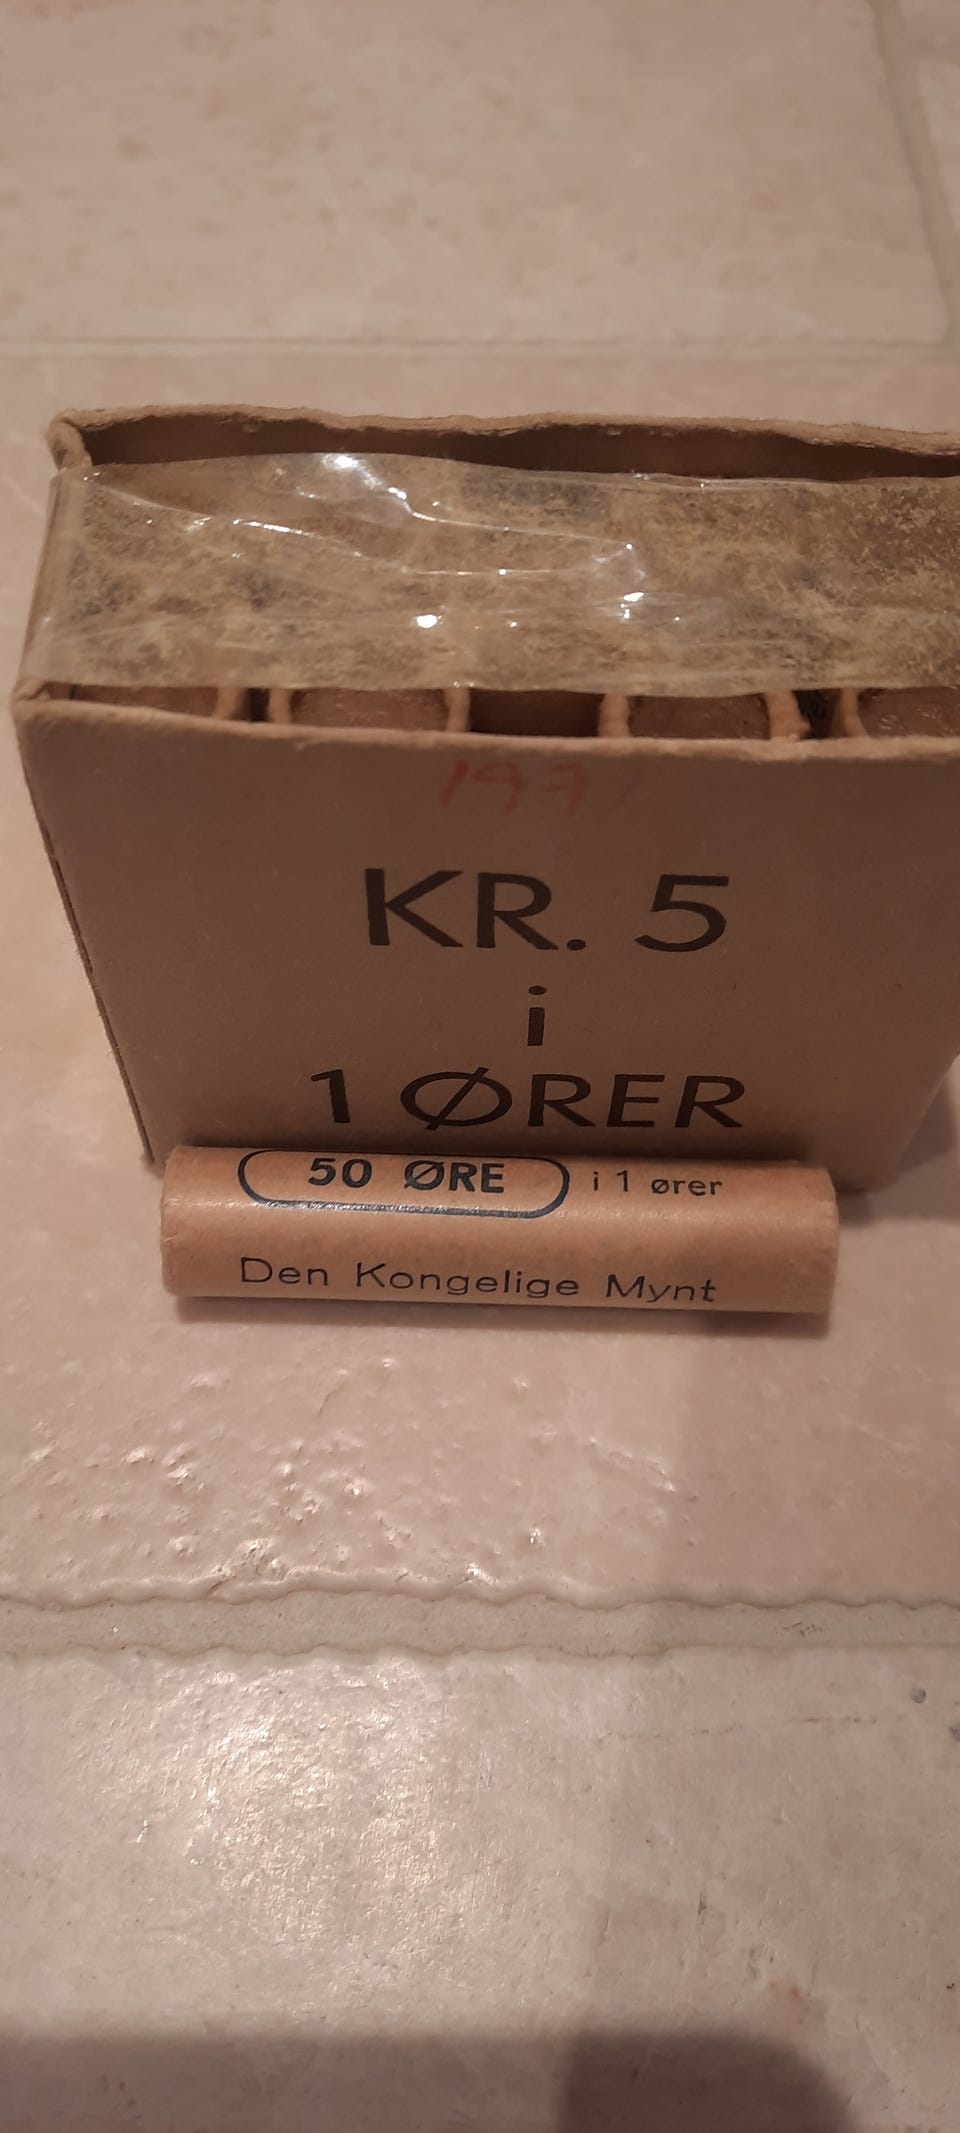 1971
KR. 5
i
1 ØRER
50 ØRE i 1 ører
Den Kongelige Mynt